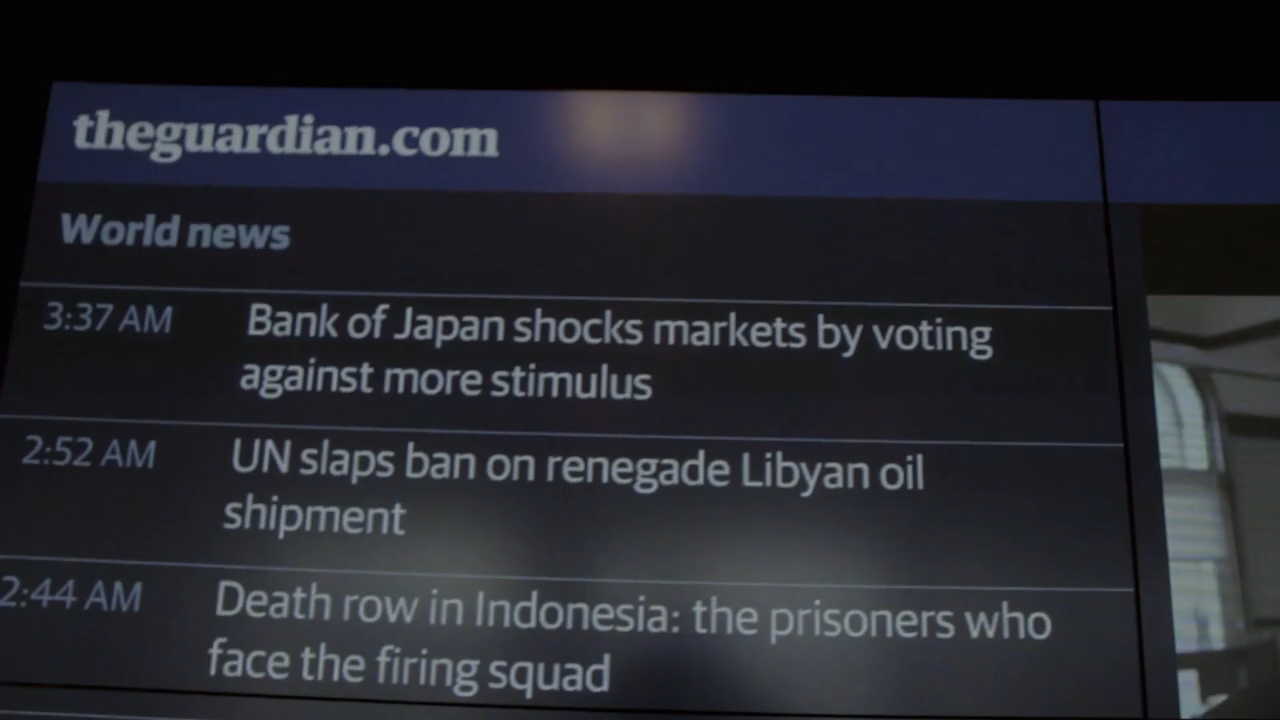 theguardian.com
World news
3:37 AM
Bank of Japan shocks markets by voting
against more stimulus
2:52 AM
UN slaps ban on renegade Libyan oil
shipment
2:44 AM
Death row in Indonesia: the prisoners who
face the firing squad